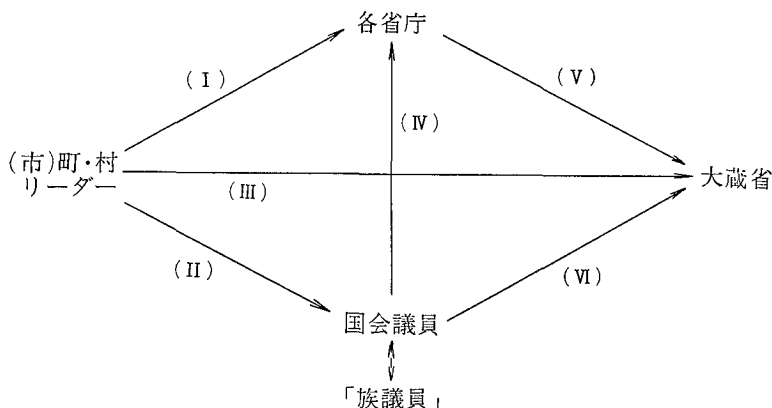 各省庁
(Ⅰ)
(Ⅴ)
(Ⅳ)
(市)町・村
リーダー
(Ⅲ)
大蔵省
(Ⅱ)
(Ⅵ)
国会議員
「族議員」